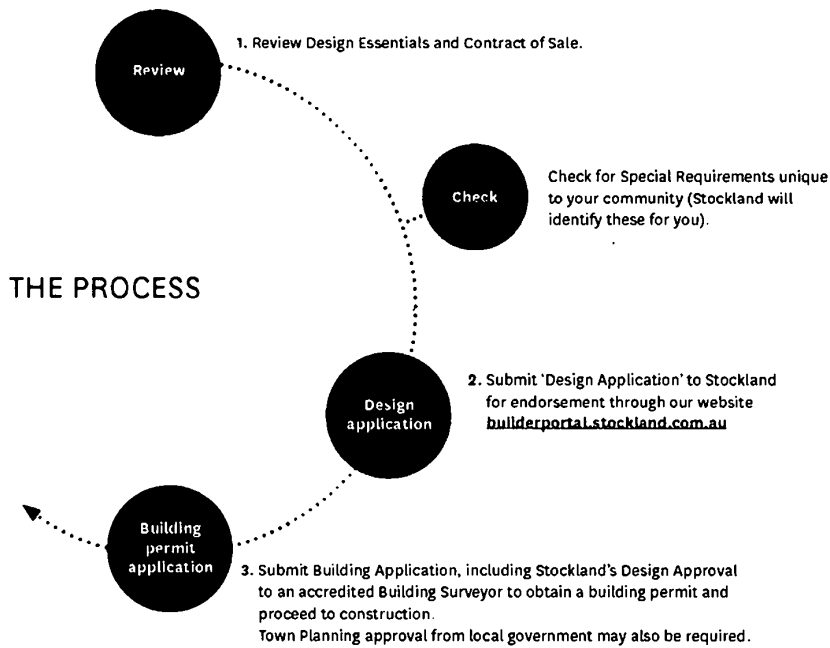 Review
1. Review Design Essentials and Contract of Sale.
Check
Check for Special Requirements unique
to your community (Stockland will
identify these for you).
THE PROCESS
Design
application
2. Submit 'Design Application' to Stockland
for endorsement through our website
builderportal.stockland.com.au
Building
permit
application
3. Submit Building Application, including Stockland's Design Approval
to an accredited Building Surveyor to obtain a building permit and
proceed to construction.
Town Planning approval from local government may also be required.